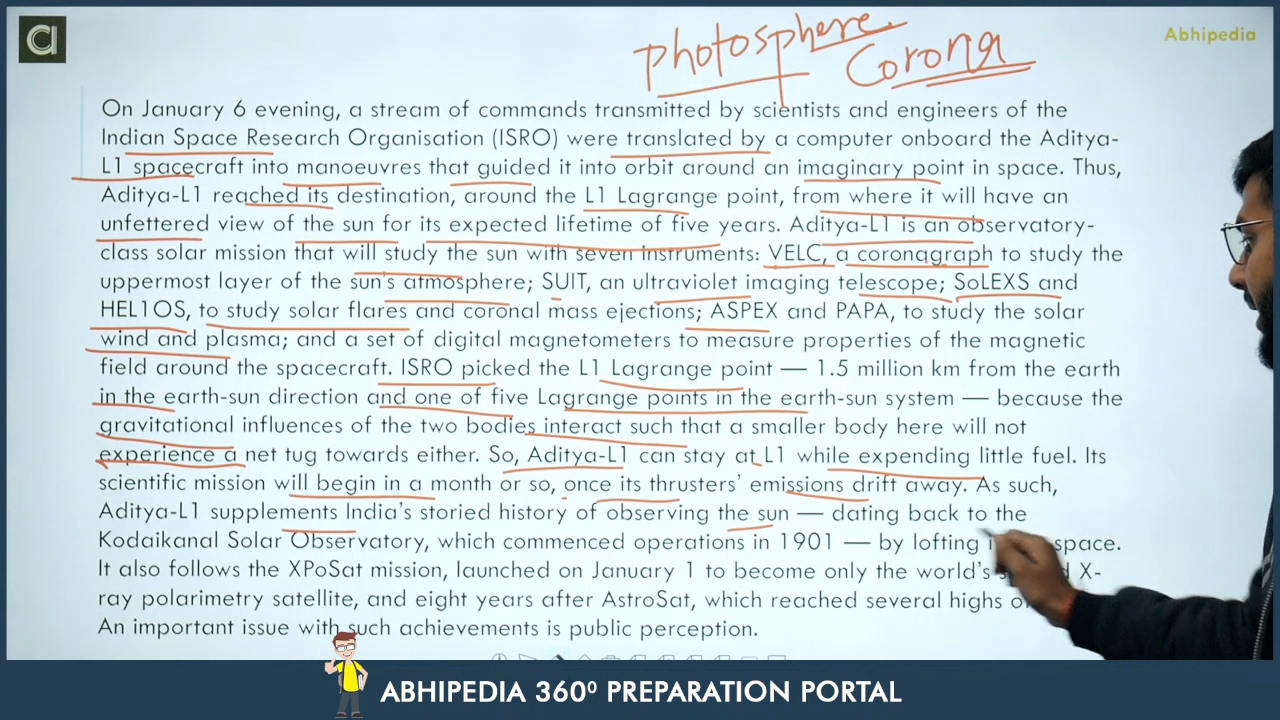 photosphere.
Corona
a
Abhipedia
On January 6 evening, a stream of commands transmitted by scientists and engineers of the
Indian Space Research Organisation (ISRO) were translated by a computer onboard the Aditya-
L1 spacecraft into manoeuvres that guided it into orbit around an imaginary point in space. Thus,
Aditya-L1 reached its destination, around the L1 Lagrange point, from where it will have an
unfettered view of the sun for its expected lifetime of five years. Aditya-L1 is an observatory-
class solar mission that will study the sun with seven instruments: VELC, a coronagraph to study the
uppermost layer of the sun's atmosphere; SUIT, an ultraviolet imaging telescope; SoLEXS and
HEL1OS, to study solar flares and coronal mass ejections; ASPEX and PAPA, to study the solar
wind and plasma; and a set of digital magnetometers to measure properties of the magnetic
field around the spacecraft. ISRO picked the L1 Lagrange point — 1.5 million km from the earth
in the earth-sun direction and one of five Lagrange points in the earth-sun system — because the
gravitational influences of the two bodies interact such that a smaller body here will not
experience a net tug towards either. So, Aditya-L1 can stay at L1 while expending little fuel. Its
scientific mission will begin in a month or so, once its thrusters' emissions drift away. As such,
Aditya-L1 supplements India's storied history of observing the sun — dating back to the
Kodaikanal Solar Observatory, which commenced operations in 1901 — by lofting space.
It also follows the XPoSat mission, launched on January 1 to become only the world's X-
ray polarimetry satellite, and eight years after AstroSat, which reached several highs
An important issue with such achievements is public perception.
ABHIPEDIA 360⁰ PREPARATION PORTAL